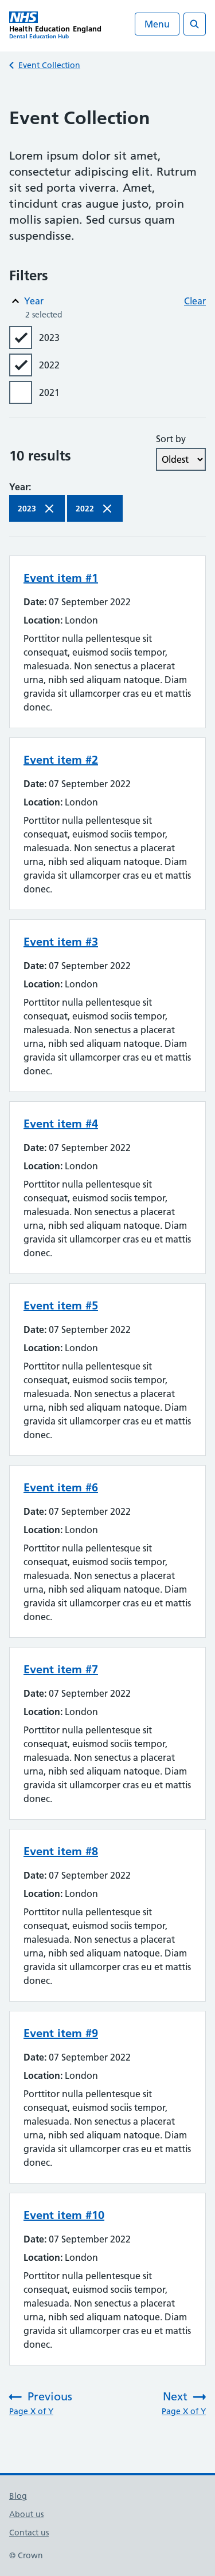 NHS
Health Education England
Dental Education Hub
Menu
Event Collection
Event Collection
Lorem ipsum dolor sit amet,
consectetur adipiscing elit. Rutrum
sit sed porta viverra. Amet,
tincidunt cras augue justo, proin
mollis sapien. Sed cursus quam
suspendisse.
Filters
Year
Clear
2 selected
2023
2022
2021
Sort by
10 results
Oldest
Year:
2023
2022
Event item #1
Date: 07 September 2022
Location: London
Porttitor nulla pellentesque sit
consequat, euismod sociis tempor,
malesuada. Non senectus a placerat
urna, nibh sed aliquam natoque. Diam
gravida sit ullamcorper cras eu et mattis
donec.
Event item #2
Date: 07 September 2022
Location: London
Porttitor nulla pellentesque sit
consequat, euismod sociis tempor,
malesuada. Non senectus a placerat
urna, nibh sed aliquam natoque. Diam
gravida sit ullamcorper cras eu et mattis
donec.
Event item #3
Date: 07 September 2022
Location: London
Porttitor nulla pellentesque sit
consequat, euismod sociis tempor,
malesuada. Non senectus a placerat
urna, nibh sed aliquam natoque. Diam
gravida sit ullamcorper cras eu et mattis
donec.
Event item #4
Date: 07 September 2022
Location: London
Porttitor nulla pellentesque sit
consequat, euismod sociis tempor,
malesuada. Non senectus a placerat
urna, nibh sed aliquam natoque. Diam
gravida sit ullamcorper cras eu et mattis
donec.
Event item #5
Date: 07 September 2022
Location: London
Porttitor nulla pellentesque sit
consequat, euismod sociis tempor,
malesuada. Non senectus a placerat
urna, nibh sed aliquam natoque. Diam
gravida sit ullamcorper cras eu et mattis
donec.
Event item #6
Date: 07 September 2022
Location: London
Porttitor nulla pellentesque sit
consequat, euismod sociis tempor,
malesuada. Non senectus a placerat
urna, nibh sed aliquam natoque. Diam
gravida sit ullamcorper cras eu et mattis
donec.
Event item #7
Date: 07 September 2022
Location: London
Porttitor nulla pellentesque sit
consequat, euismod sociis tempor,
malesuada. Non senectus a placerat
urna, nibh sed aliquam natoque. Diam
gravida sit ullamcorper cras eu et mattis
donec.
Event item #8
Date: 07 September 2022
Location: London
Porttitor nulla pellentesque sit
consequat, euismod sociis tempor,
malesuada. Non senectus a placerat
urna, nibh sed aliquam natoque. Diam
gravida sit ullamcorper cras eu et mattis
donec.
Event item #9
Date: 07 September 2022
Location: London
Porttitor nulla pellentesque sit
consequat, euismod sociis tempor,
malesuada. Non senectus a placerat
urna, nibh sed aliquam natoque. Diam
gravida sit ullamcorper cras eu et mattis
donec.
Event item #10
Date: 07 September 2022
Location: London
Porttitor nulla pellentesque sit
consequat, euismod sociis tempor,
malesuada. Non senectus a placerat
urna, nibh sed aliquam natoque. Diam
gravida sit ullamcorper cras eu et mattis
donec.
Previous
Page X of Y
Next
Page X of Y
Blog
About us
Contact us
© Crown